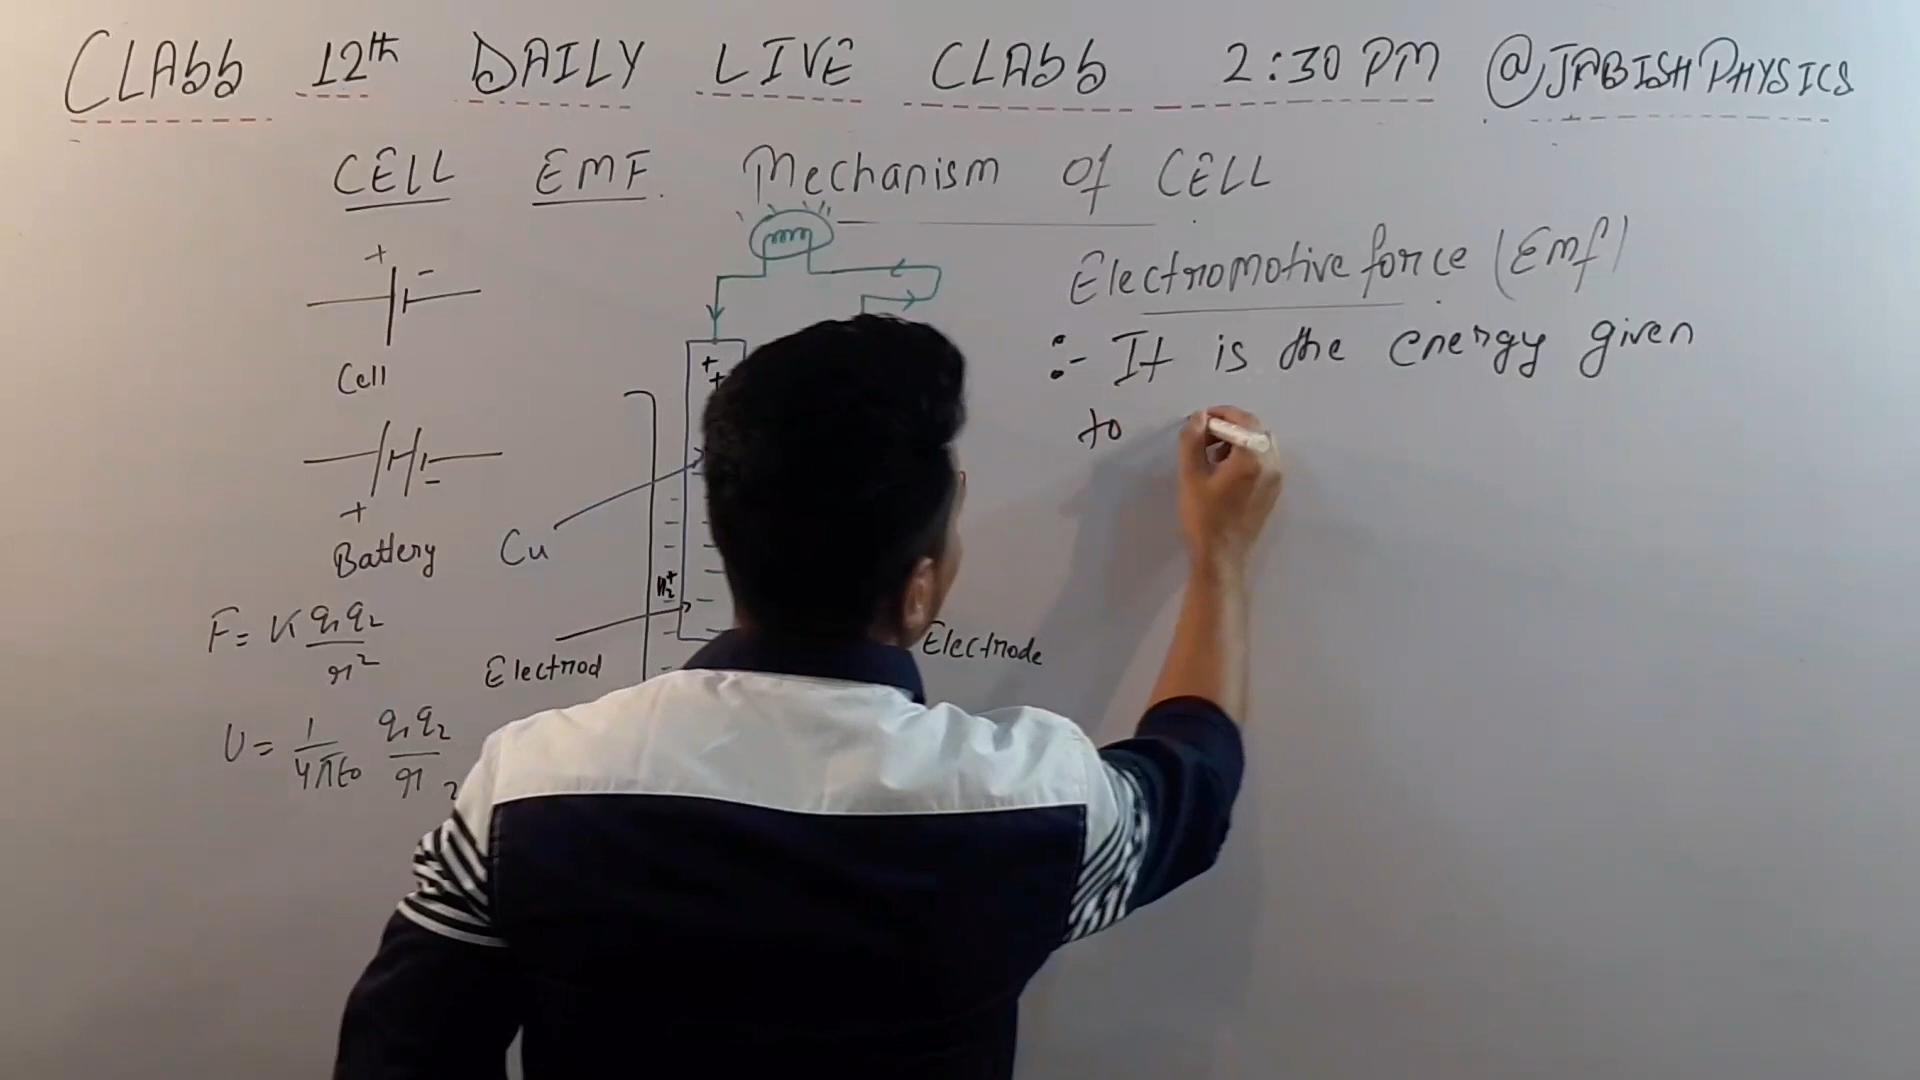 CLASS 12th DAILY LIVE CLASS 2:30 PM @JABISHPHYSICS
CELL EMF. Mechanism of CELL
Electromotive force (Emf)
:- It is the energy given
to
+ -
Cell
+ -
Battery
F = K q₁q₂/r²
U = 1/4πε₀ q₁q₂/r
+
+
Cu
H₂⁺
Electrod
Electrode